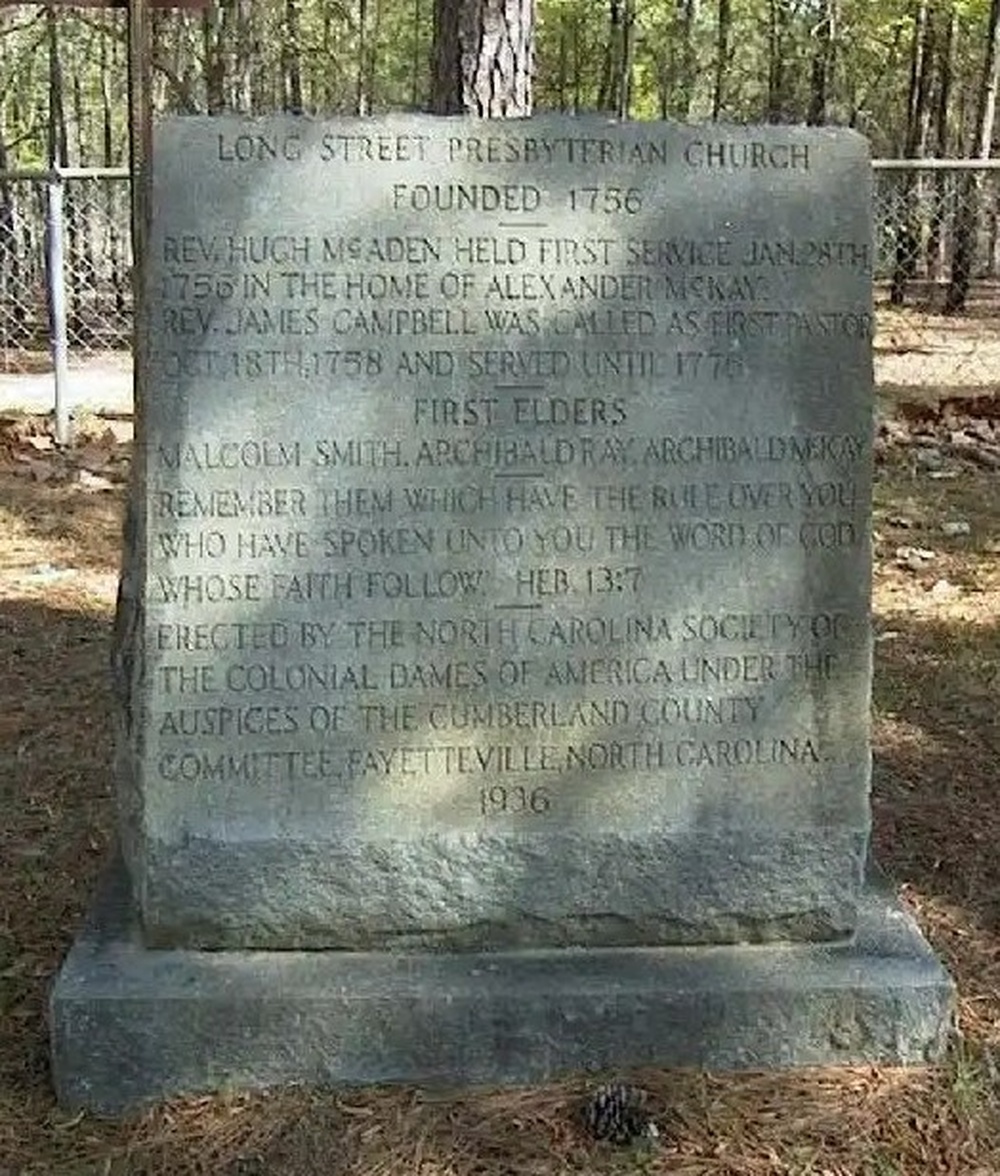 LONG STREET PRESBYTERIAN CHURCH
FOUNDED 1756
REV. HUGH McADEN HELD FIRST SERVICE JAN. 28TH,
1756 IN THE HOME OF ALEXANDER McKAY.
REV. JAMES CAMPBELL WAS CALLED AS FIRST PASTOR
OCT. 18TH, 1758 AND SERVED UNTIL 1776
FIRST ELDERS
MALCOLM SMITH, ARCHIBALD RAY, ARCHIBALD McKAY
REMEMBER THEM WHICH HAVE THE RULE OVER YOU
WHO HAVE SPOKEN UNTO YOU THE WORD OF GOD
WHOSE FAITH FOLLOW. HEB. 13:7
ERECTED BY THE NORTH CAROLINA SOCIETY OF
THE COLONIAL DAMES OF AMERICA UNDER THE
AUSPICES OF THE CUMBERLAND COUNTY
COMMITTEE, FAYETTEVILLE, NORTH CAROLINA.
1936